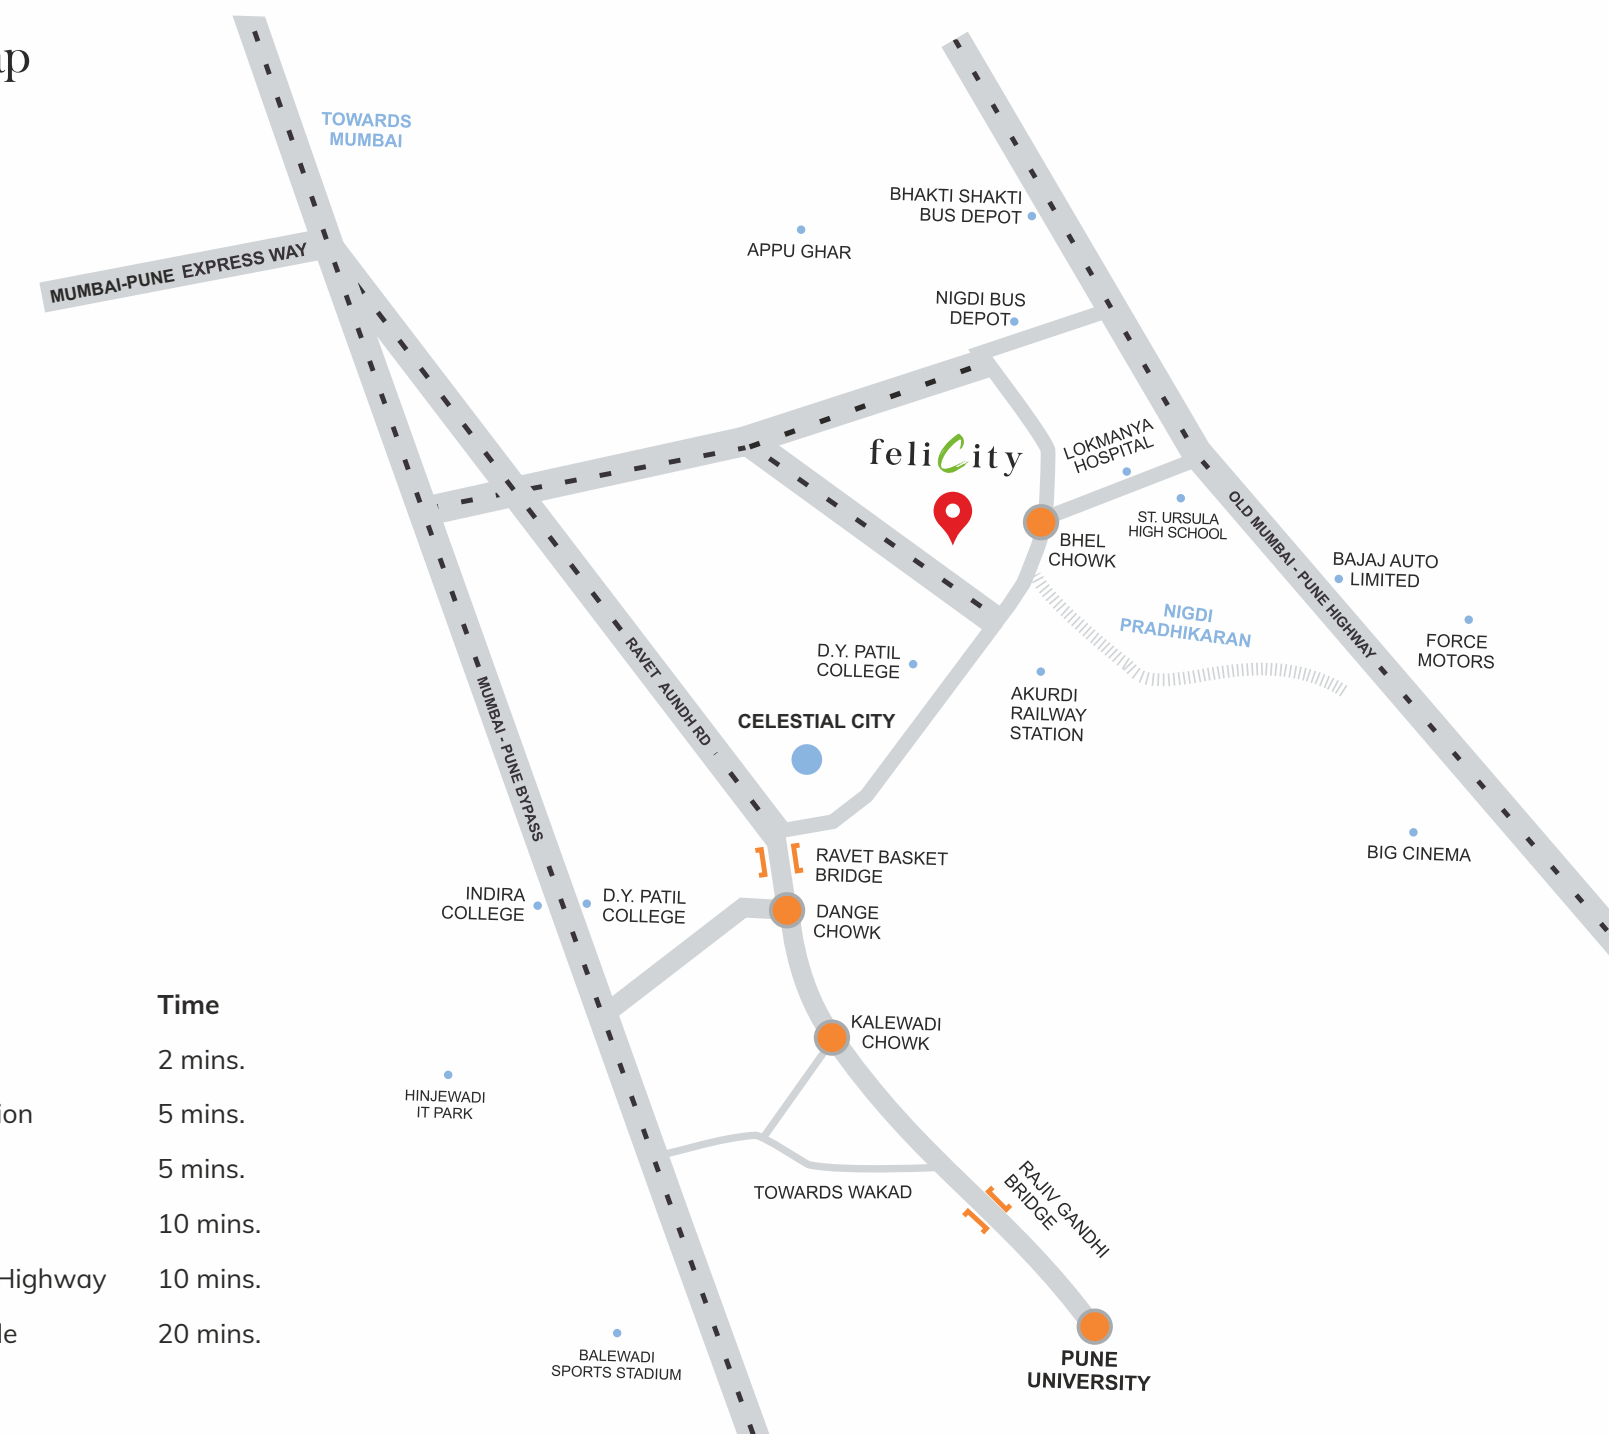 TOWARDS
MUMBAI
MUMBAI-PUNE EXPRESS WAY
BHAKTI SHAKTI
BUS DEPOT
APPU GHAR
NIGDI BUS
DEPOT
feliCity
LOKMANYA
HOSPITAL
ST. URSULA
HIGH SCHOOL
BHEL
CHOWK
OLD MUMBAI - PUNE HIGHWAY
BAJAJ AUTO
LIMITED
FORCE
MOTORS
NIGDI
PRADHIKARAN
D.Y. PATIL
COLLEGE
AKURDI
RAILWAY
STATION
RAVET AUNDH RD
MUMBAI - PUNE BYPASS
CELESTIAL CITY
RAVET BASKET
BRIDGE
BIG CINEMA
INDIRA
COLLEGE
D.Y. PATIL
COLLEGE
DANGE
CHOWK
KALEWADI
CHOWK
HINJEWADI
IT PARK
TOWARDS WAKAD
RAJIV GANDHI
BRIDGE
BALEWADI
SPORTS STADIUM
PUNE
UNIVERSITY
Time
2 mins.
5 mins.
5 mins.
10 mins.
Highway 10 mins.
20 mins.